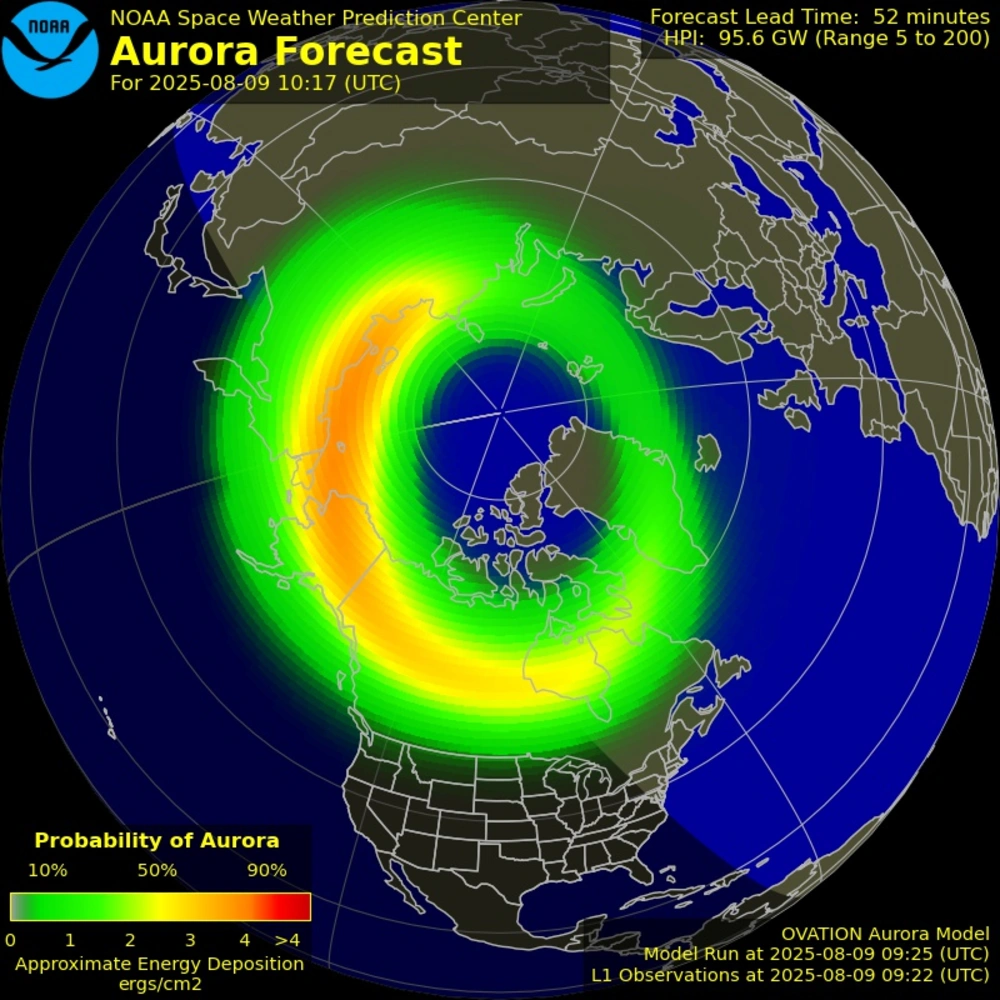 NOAA
NOAA Space Weather Prediction Center
Aurora Forecast
For 2025-08-09 10:17 (UTC)
Forecast Lead Time: 52 minutes
HPI: 95.6 GW (Range 5 to 200)
Probability of Aurora
10% 50% 90%
0 1 2 3 4 >4
Approximate Energy Deposition
ergs/cm2
OVATION Aurora Model
Model Run at 2025-08-09 09:25 (UTC)
L1 Observations at 2025-08-09 09:22 (UTC)